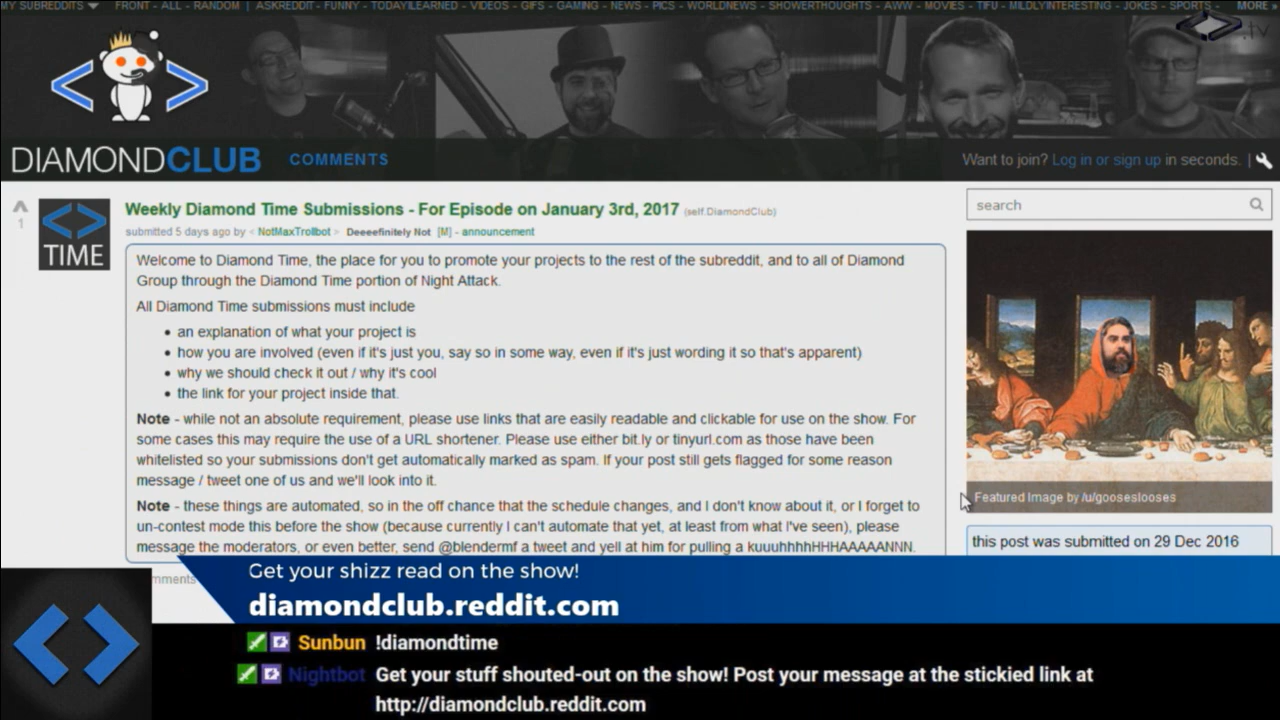 MY SUBREDDITS FRONT - ALL - RANDOM | ASKREDDIT - FUNNY - TODAYILEARNED - VIDEOS - GIFS - GAMING - NEWS - PICS - WORLDNEWS - SHOWERTHOUGHTS - AWW - MOVIES - TIFU - MILDLYINTERESTING - JOKES - SPORTS - MORE »
<>.tv
< >
DIAMONDCLUB COMMENTS
Want to join? Log in or sign up in seconds. |
search
1
<> TIME
Weekly Diamond Time Submissions - For Episode on January 3rd, 2017 (self.DiamondClub)
submitted 5 days ago by < NotMaxTrollbot > Deeeefinitely Not [M] - announcement
Welcome to Diamond Time, the place for you to promote your projects to the rest of the subreddit, and to all of Diamond
Group through the Diamond Time portion of Night Attack.
All Diamond Time submissions must include
• an explanation of what your project is
• how you are involved (even if it's just you, say so in some way, even if it's just wording it so that's apparent)
• why we should check it out / why it's cool
• the link for your project inside that.
Note - while not an absolute requirement, please use links that are easily readable and clickable for use on the show. For
some cases this may require the use of a URL shortener. Please use either bit.ly or tinyurl.com as those have been
whitelisted so your submissions don't get automatically marked as spam. If your post still gets flagged for some reason
message / tweet one of us and we'll look into it.
Note - these things are automated, so in the off chance that the schedule changes, and I don't know about it, or I forget to
un-contest mode this before the show (because currently I can't automate that yet, at least from what I've seen), please
message the moderators, or even better, send @blendermf a tweet and yell at him for pulling a kuuuhhhhHHHAAAAANNN.
Featured Image by /u/gooseslooses
this post was submitted on 29 Dec 2016
mments
Get your shizz read on the show!
diamondclub.reddit.com
Sunbun !diamondtime
Nightbot Get your stuff shouted-out on the show! Post your message at the stickied link at
http://diamondclub.reddit.com